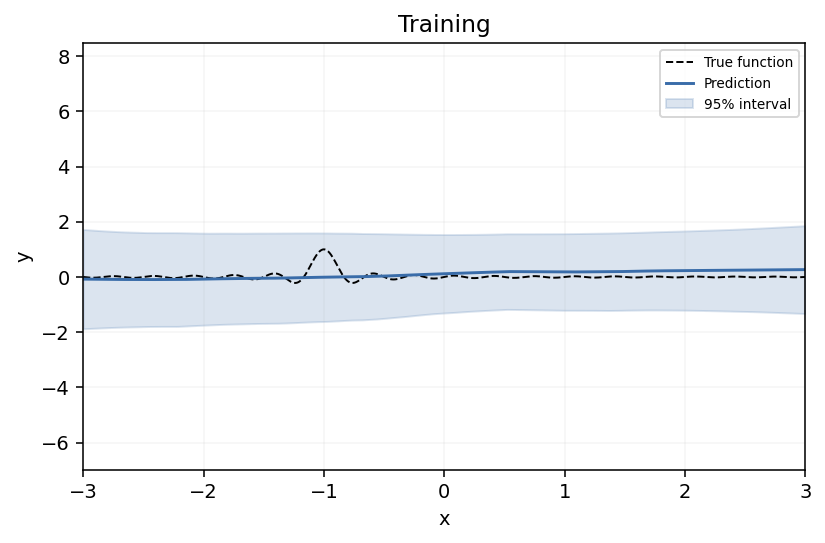 Training
8
6
4
2
0
−2
−4
−6
y
True function
Prediction
95% interval
−3 −2 −1 0 1 2 3
x